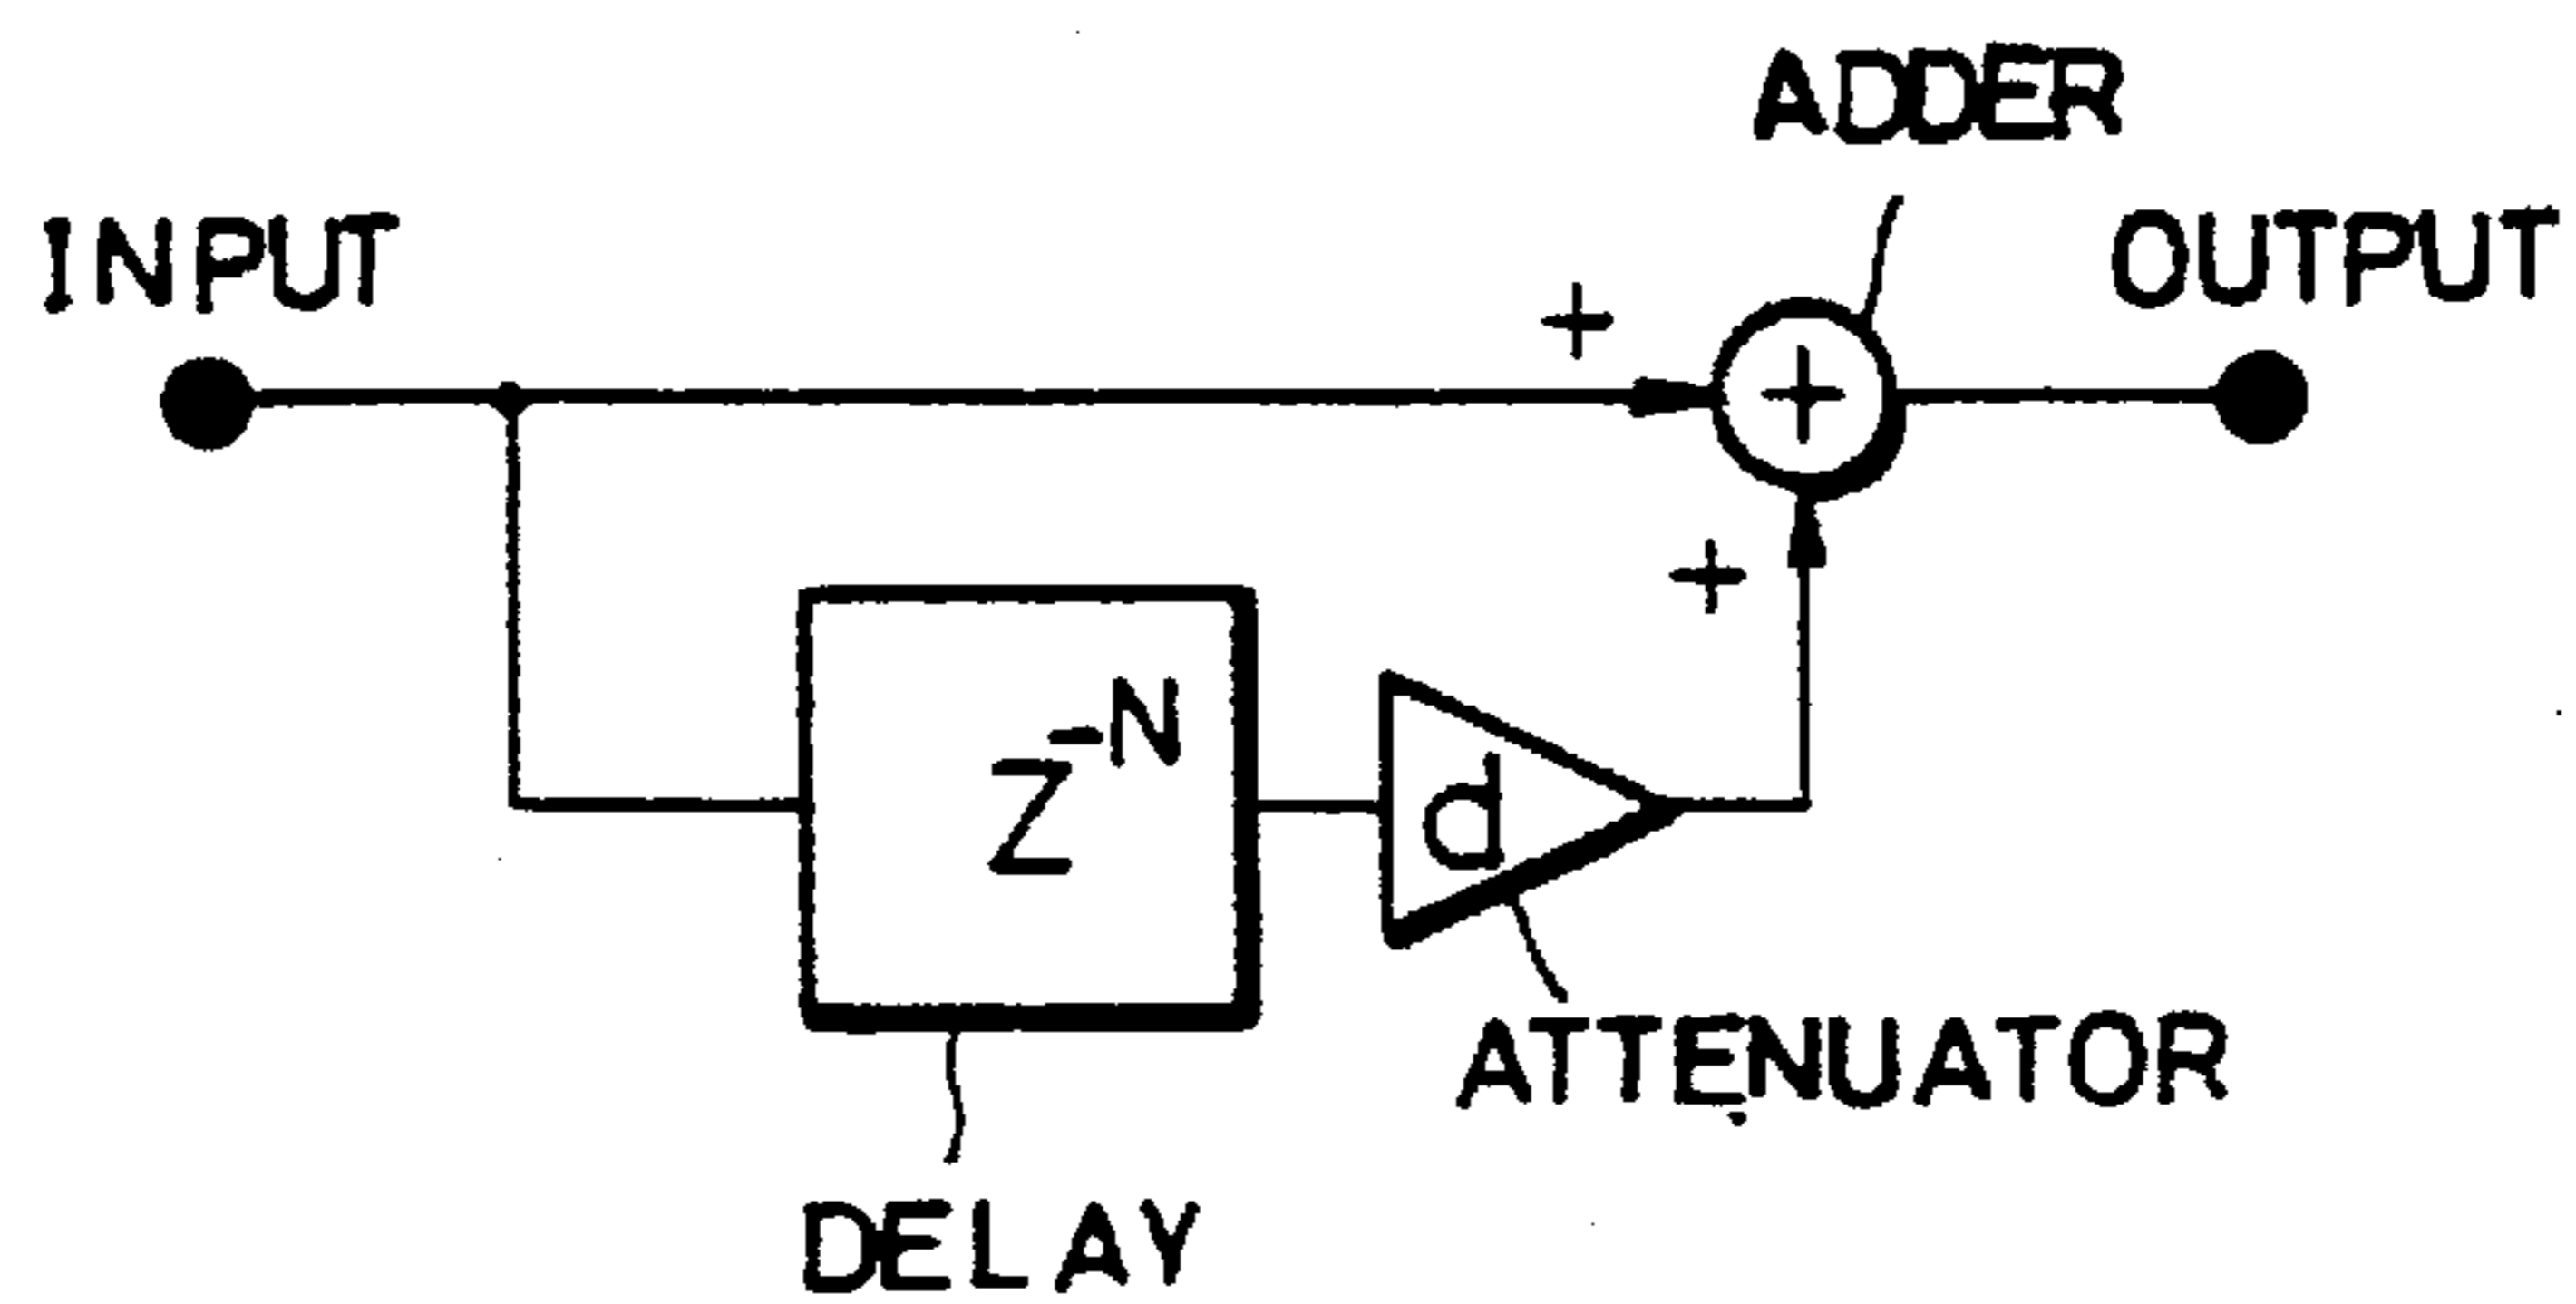 ADDER
INPUT
OUTPUT
+
+
+
Z^-N
d
ATTENUATOR
DELAY